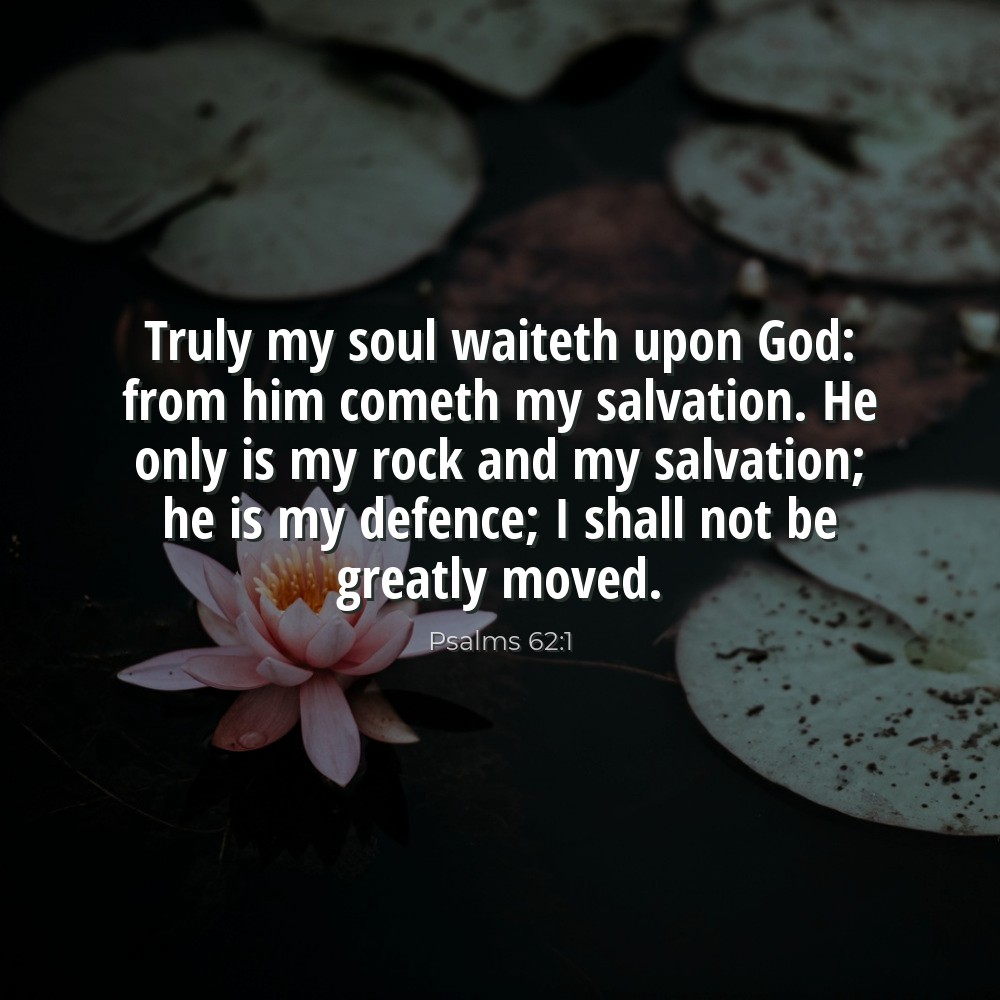 Truly my soul waiteth upon God:
from him cometh my salvation. He
only is my rock and my salvation;
he is my defence; I shall not be
greatly moved.
Psalms 62:1